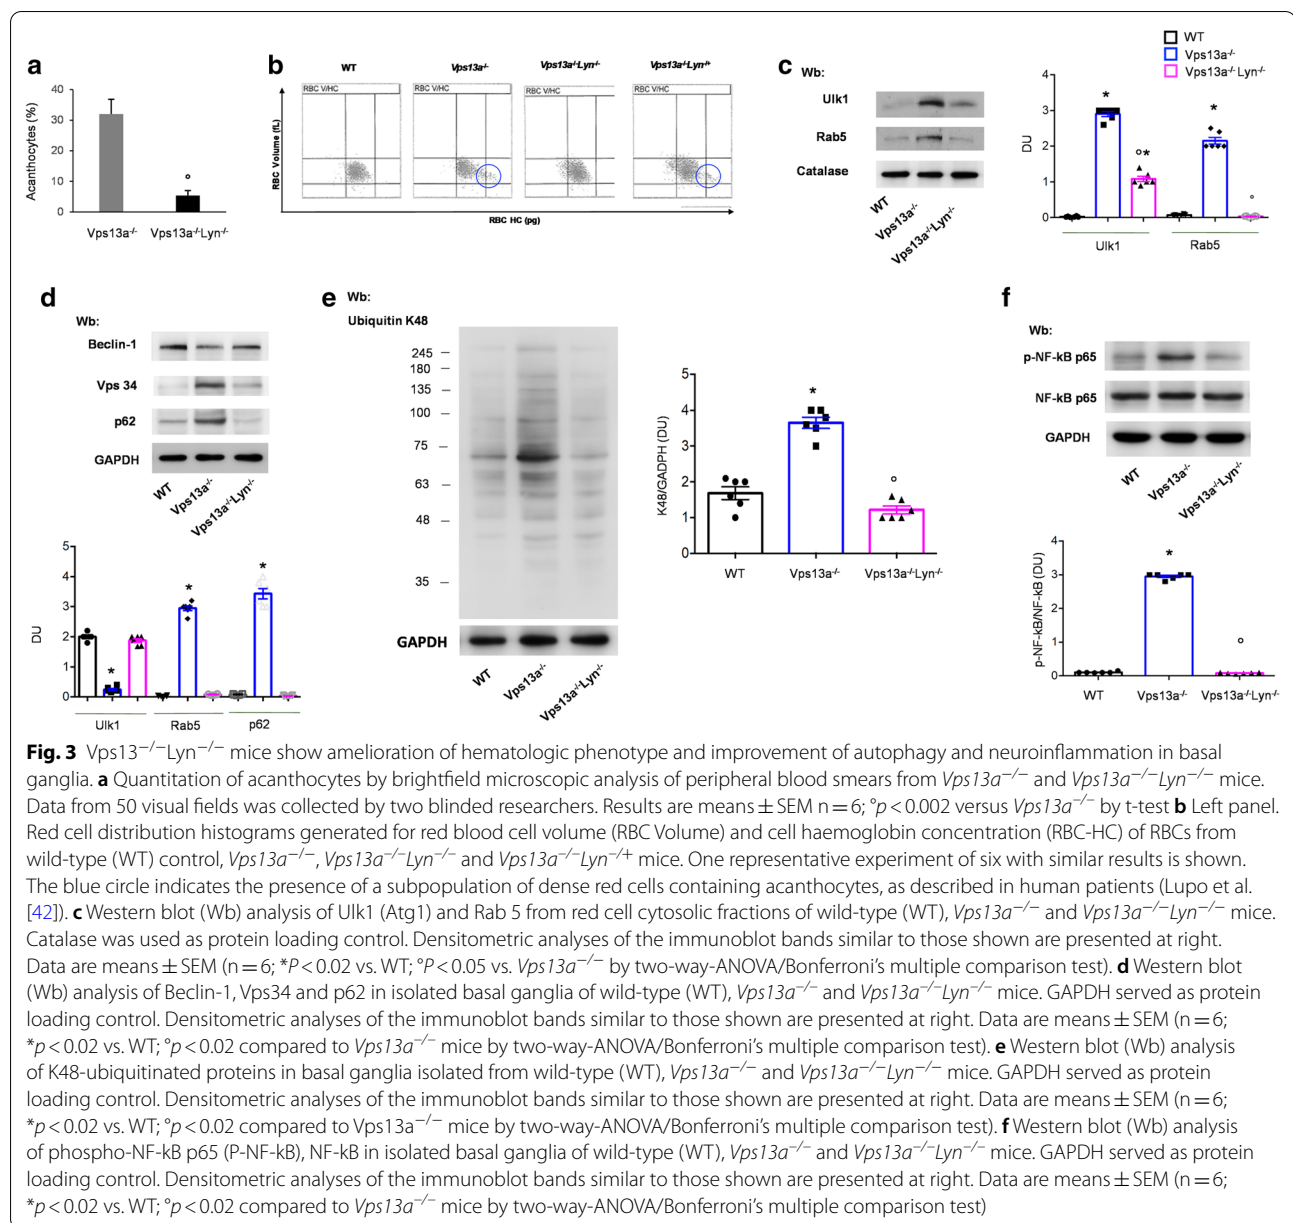 a
40
30
20
10
0
Acanthocytes (%)
°
Vps13a-/-
Vps13a-/-Lyn-/-
b
WT
Vps13a-/-
Vps13a-/-Lyn-/-
Vps13a-/-Lyn-/+
RBC V/HC
RBC V/HC
RBC V/HC
RBC V/HC
RBC Volume (fL)
RBC HC (pg)
c
Wb:
Ulk1
Rab5
Catalase
WT
Vps13a-/-
Vps13a-/-Lyn-/-
WT
Vps13a-/-
Vps13a-/-Lyn-/-
4
3
2
1
0
DU
*
°*
*
°
Ulk1
Rab5
d
Wb:
Beclin-1
Vps 34
p62
GAPDH
WT
Vps13a-/-
Vps13a-/-Lyn-/-
5
4
3
2
1
0
DU
*
*
*
Ulk1
Rab5
p62
e
Wb:
Ubiquitin K48
245
180
135
100
75
63
48
35
GAPDH
WT
Vps13a-/-
Vps13a-/-Lyn-/-
5
4
3
2
1
0
K48/GADPH (DU)
*
°
WT
Vps13a-/-
Vps13a-/-Lyn-/-
f
Wb:
p-NF-kB p65
NF-kB p65
GAPDH
WT
Vps13a-/-
Vps13a-/-Lyn-/-
4
3
2
1
0
p-NF-kB/NF-kB (DU)
*
°
WT
Vps13a-/-
Vps13a-/-Lyn-/-
Fig. 3 Vps13−/−Lyn−/− mice show amelioration of hematologic phenotype and improvement of autophagy and neuroinflammation in basal
ganglia. a Quantitation of acanthocytes by brightfield microscopic analysis of peripheral blood smears from Vps13a−/− and Vps13a−/−Lyn−/− mice.
Data from 50 visual fields was collected by two blinded researchers. Results are means ± SEM n = 6; °p < 0.002 versus Vps13a−/− by t-test b Left panel.
Red cell distribution histograms generated for red blood cell volume (RBC Volume) and cell haemoglobin concentration (RBC-HC) of RBCs from
wild-type (WT) control, Vps13a−/−, Vps13a−/−Lyn−/− and Vps13a−/−Lyn−/+ mice. One representative experiment of six with similar results is shown.
The blue circle indicates the presence of a subpopulation of dense red cells containing acanthocytes, as described in human patients (Lupo et al.
[42]). c Western blot (Wb) analysis of Ulk1 (Atg1) and Rab 5 from red cell cytosolic fractions of wild-type (WT), Vps13a−/− and Vps13a−/−Lyn−/− mice.
Catalase was used as protein loading control. Densitometric analyses of the immunoblot bands similar to those shown are presented at right.
Data are means ± SEM (n = 6; *P < 0.02 vs. WT; °P < 0.05 vs. Vps13a−/− by two-way-ANOVA/Bonferroni's multiple comparison test). d Western blot
(Wb) analysis of Beclin-1, Vps34 and p62 in isolated basal ganglia of wild-type (WT), Vps13a−/− and Vps13a−/−Lyn−/− mice. GAPDH served as protein
loading control. Densitometric analyses of the immunoblot bands similar to those shown are presented at right. Data are means ± SEM (n = 6;
*p < 0.02 vs. WT; °p < 0.02 compared to Vps13a−/− mice by two-way-ANOVA/Bonferroni's multiple comparison test). e Western blot (Wb) analysis
of K48-ubiquitinated proteins in basal ganglia isolated from wild-type (WT), Vps13a−/− and Vps13a−/−Lyn−/− mice. GAPDH served as protein
loading control. Densitometric analyses of the immunoblot bands similar to those shown are presented at right. Data are means ± SEM (n = 6;
*p < 0.02 vs. WT; °p < 0.02 compared to Vps13a−/− mice by two-way-ANOVA/Bonferroni's multiple comparison test). f Western blot (Wb) analysis
of phospho-NF-kB p65 (P-NF-kB), NF-kB in isolated basal ganglia of wild-type (WT), Vps13a−/− and Vps13a−/−Lyn−/− mice. GAPDH served as protein
loading control. Densitometric analyses of the immunoblot bands similar to those shown are presented at right. Data are means ± SEM (n = 6;
*p < 0.02 vs. WT; °p < 0.02 compared to Vps13a−/− mice by two-way-ANOVA/Bonferroni's multiple comparison test)